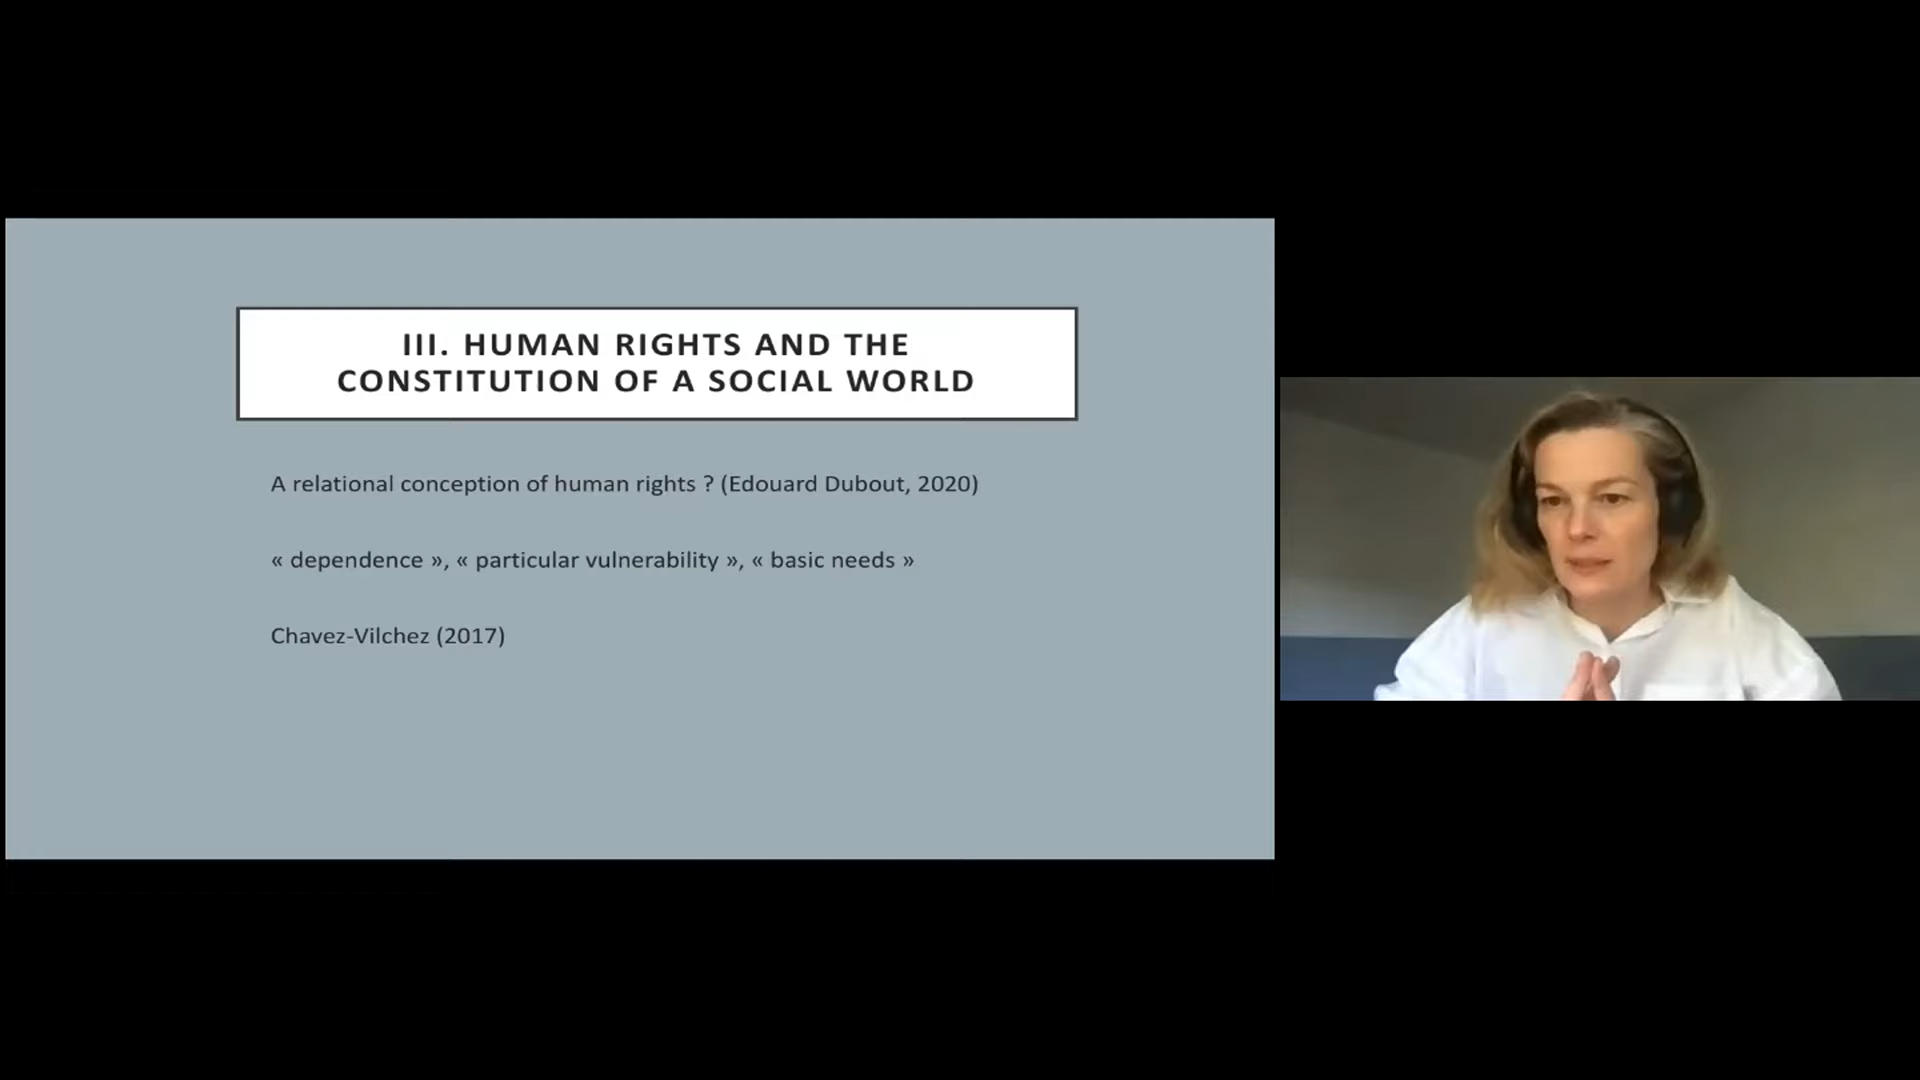 III. HUMAN RIGHTS AND THE
CONSTITUTION OF A SOCIAL WORLD
A relational conception of human rights ? (Edouard Dubout, 2020)
« dependence », « particular vulnerability », « basic needs »
Chavez-Vilchez (2017)